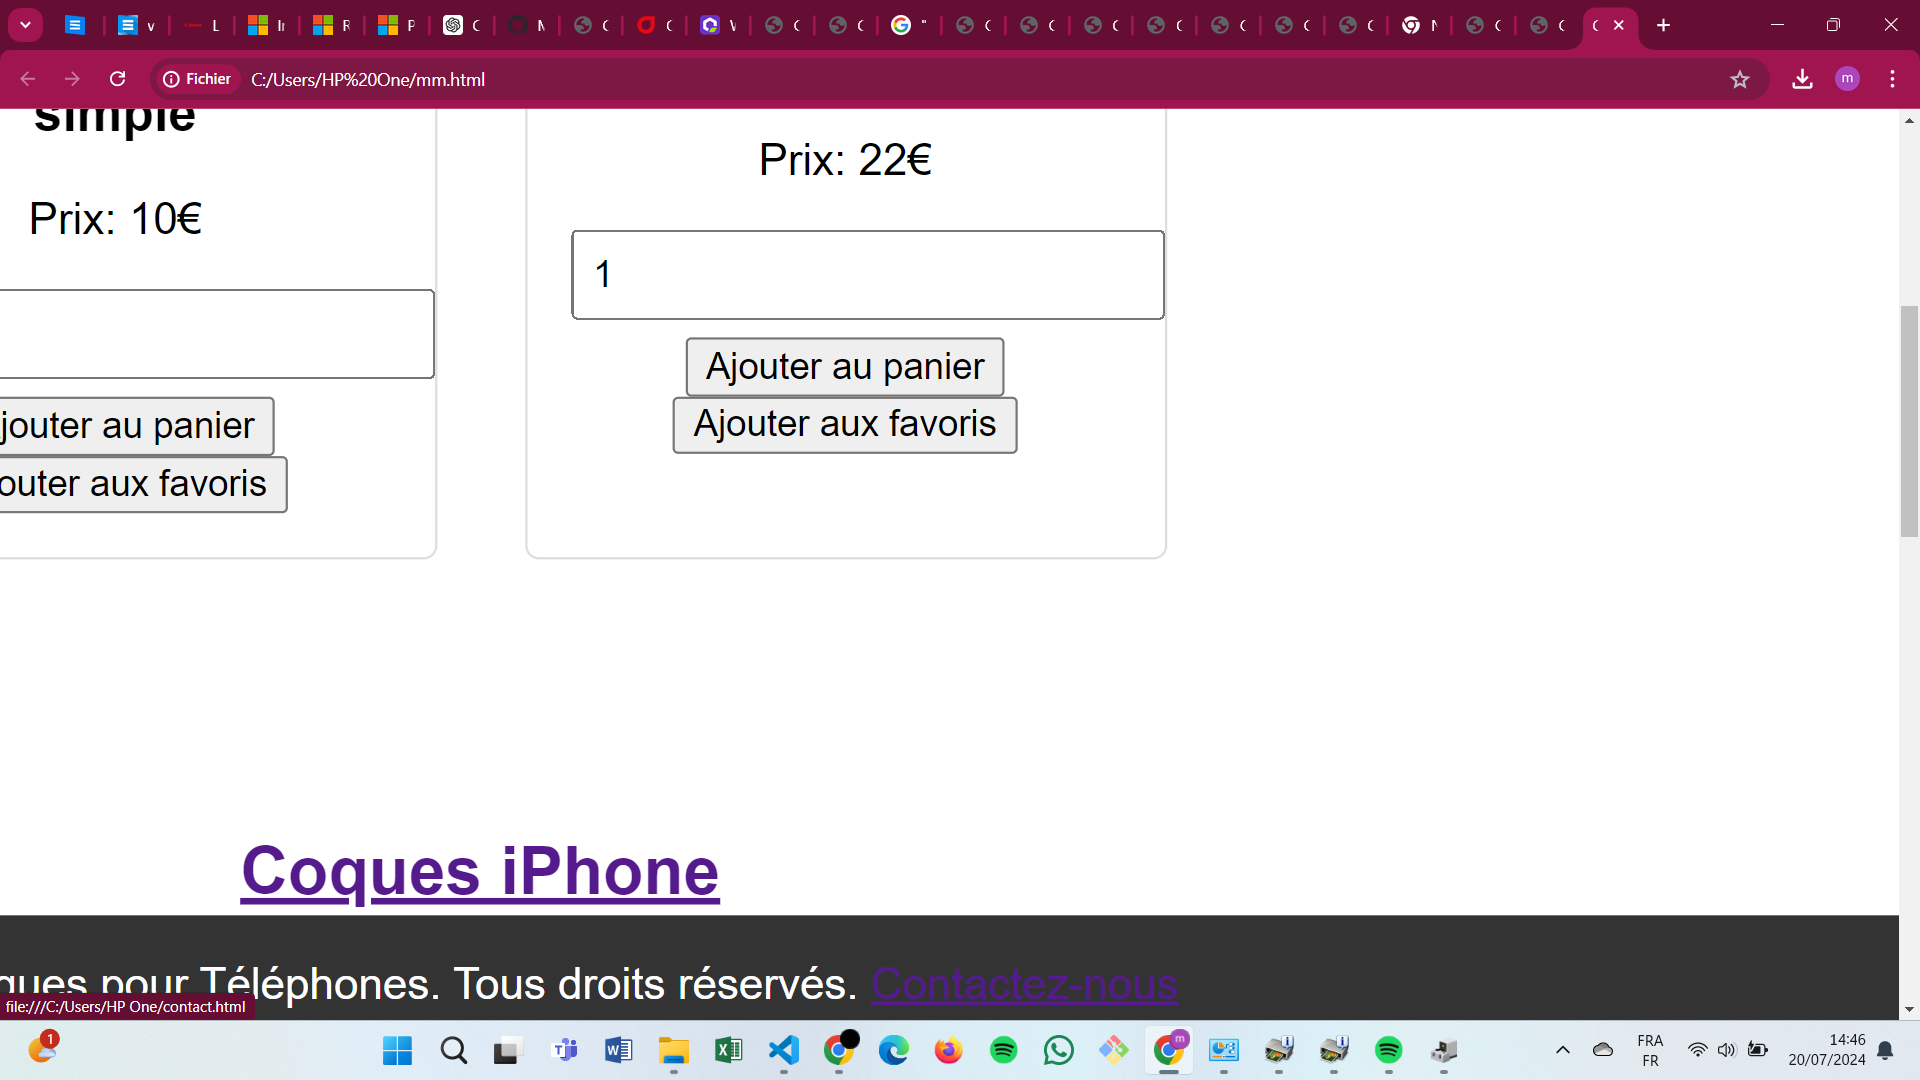 Fichier
C:/Users/HP%20One/mm.html
simple
Prix: 10€
jouter au panier
outer aux favoris
Prix: 22€
1
Ajouter au panier
Ajouter aux favoris
Coques iPhone
ques pour Téléphones. Tous droits réservés. Contactez-nous
file:///C:/Users/HP One/contact.html
1
FRA
FR
14:46
20/07/2024
m